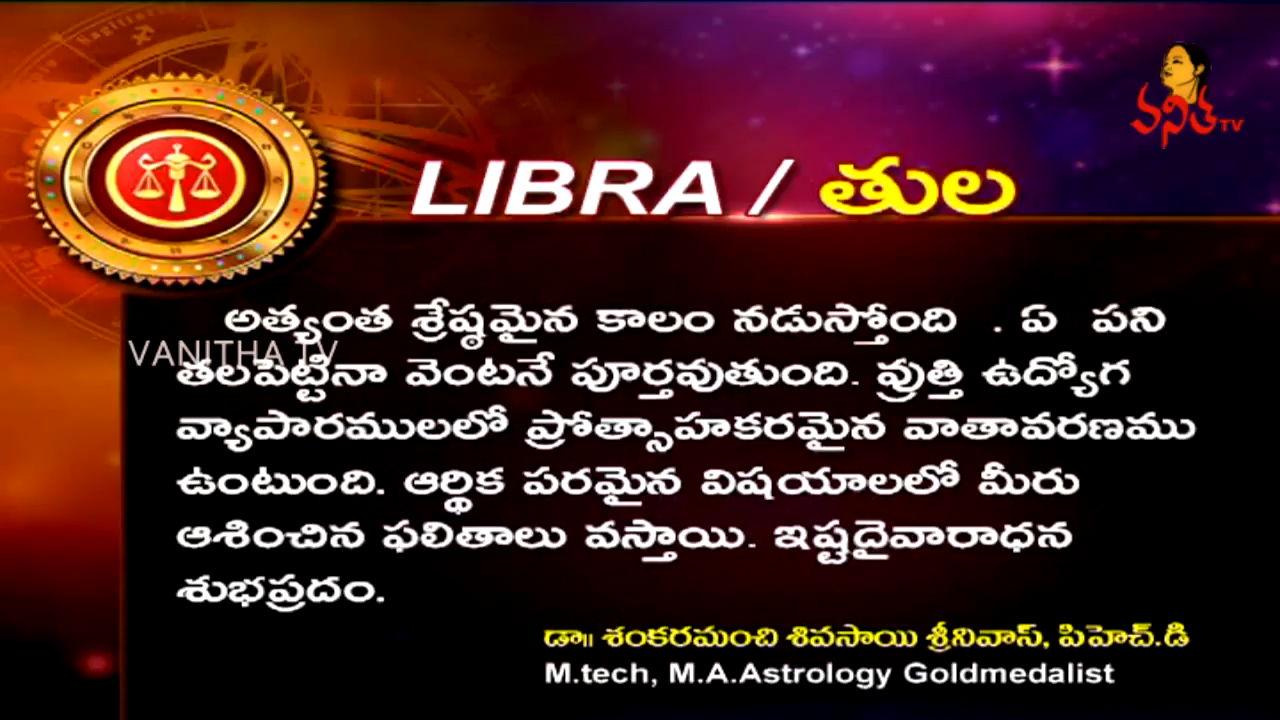 వనిత TV
LIBRA / తుల
అత్యంత శ్రేష్ఠమైన కాలం నడుస్తోంది . ఏ పని
VANITHA TV
తలపెట్టినా వెంటనే పూర్తవుతుంది. వ్రుత్తి ఉద్యోగ
వ్యాపారములలో ప్రోత్సాహకరమైన వాతావరణము
ఉంటుంది. ఆర్థిక పరమైన విషయాలలో మీరు
ఆశించిన ఫలితాలు వస్తాయి. ఇష్టదైవారాధన
శుభప్రదం.
డా॥ శంకరమంచి శివసాయి శ్రీనివాస్, పిహెచ్.డి
M.tech, M.A.Astrology Goldmedalist